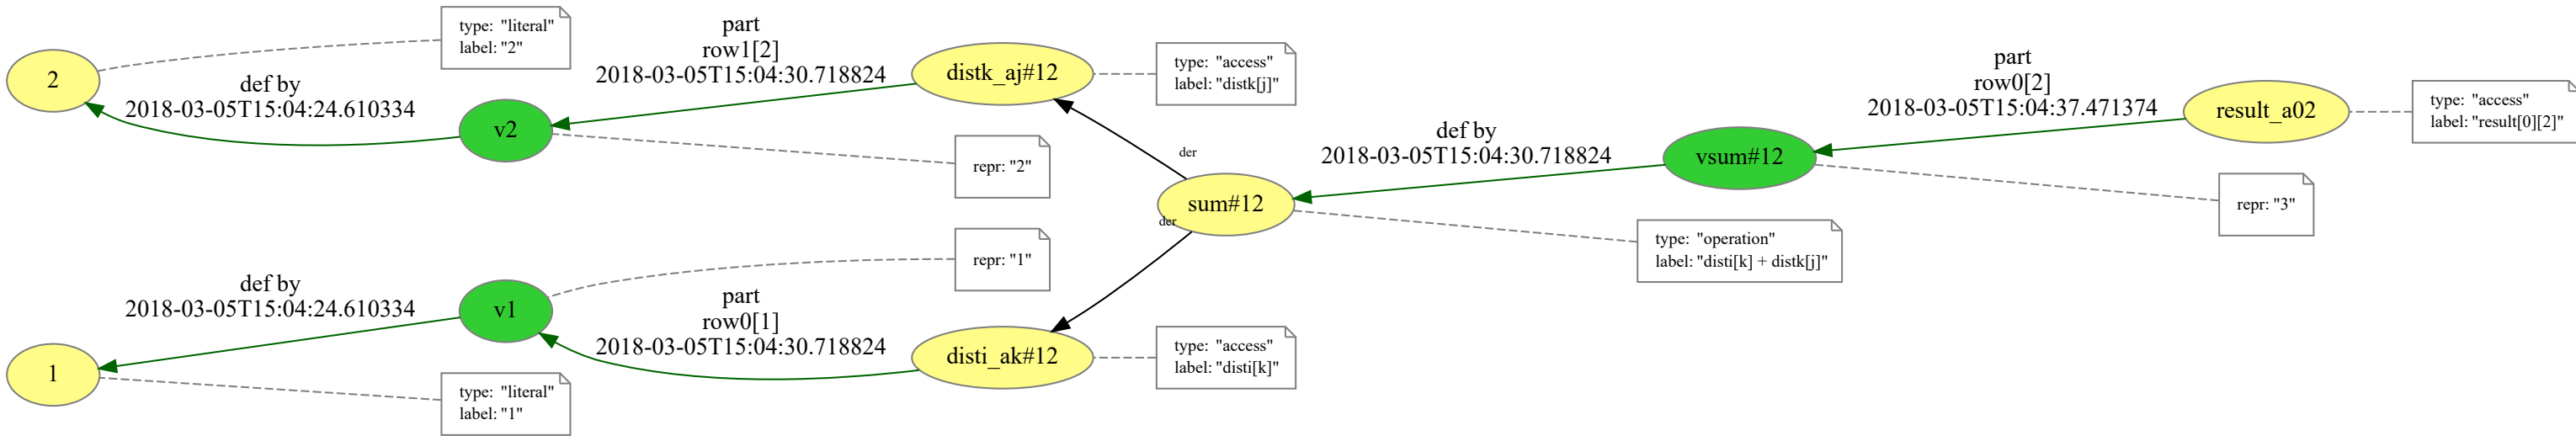 type: "literal"
label: "2"
2
def by
2018-03-05T15:04:24.610334
v2
part
row1[2]
2018-03-05T15:04:30.718824
distk_aj#12
type: "access"
label: "distk[j]"
repr: "2"
der
sum#12
der
def by
2018-03-05T15:04:30.718824
vsum#12
part
row0[2]
2018-03-05T15:04:37.471374
result_a02
type: "access"
label: "result[0][2]"
repr: "3"
type: "operation"
label: "disti[k] + distk[j]"
repr: "1"
def by
2018-03-05T15:04:24.610334
v1
part
row0[1]
2018-03-05T15:04:30.718824
disti_ak#12
type: "access"
label: "disti[k]"
1
type: "literal"
label: "1"